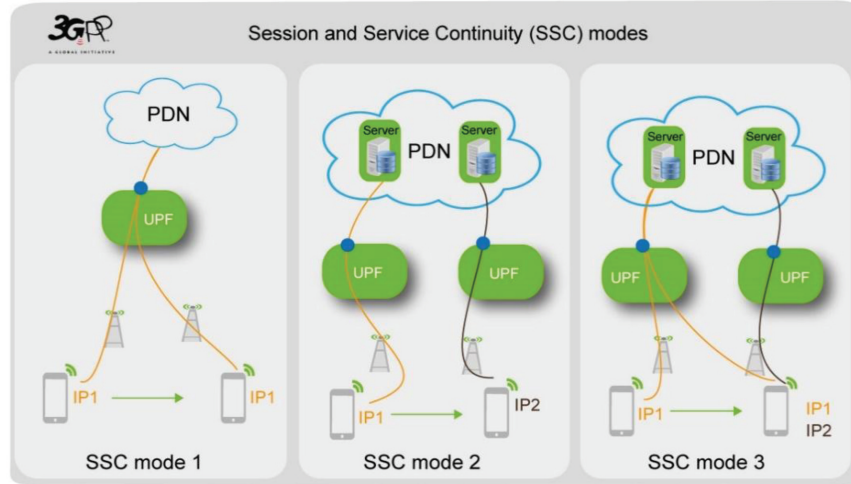 3GPP
A GLOBAL INITIATIVE
Session and Service Continuity (SSC) modes
PDN
UPF
IP1
IP1
SSC mode 1
Server
Server
PDN
UPF
UPF
IP1
IP2
SSC mode 2
Server
Server
PDN
UPF
UPF
IP1
IP1
IP2
SSC mode 3